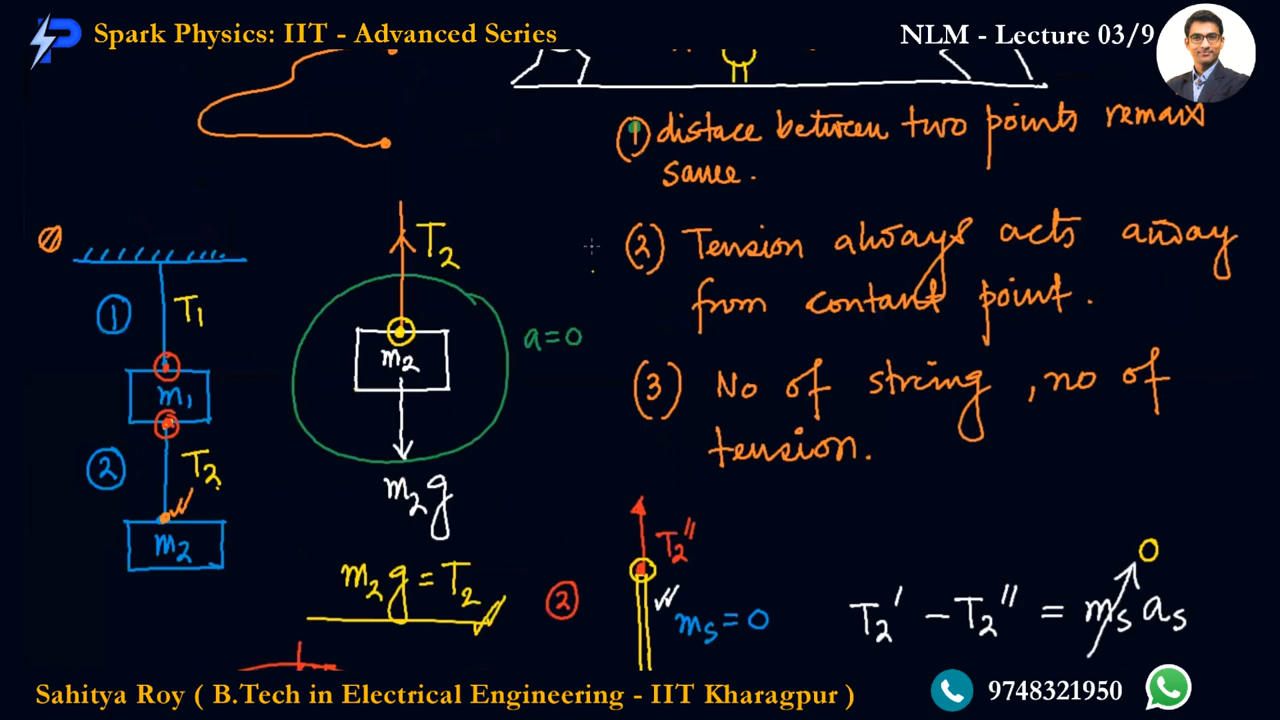 Spark Physics: IIT - Advanced Series
NLM - Lecture 03/9
① distace between two points remains
same.
(2) Tension always acts away
from contant point.
(3) No of string, no of
tension.
①
T₁
m₁
②
T₂
m₂
T₂
m₂
a=0
m₂g
m₂g = T₂
②
T₂''
mₛ = 0
T₂' - T₂'' = mₛaₛ
0
Sahitya Roy ( B.Tech in Electrical Engineering - IIT Kharagpur )
9748321950